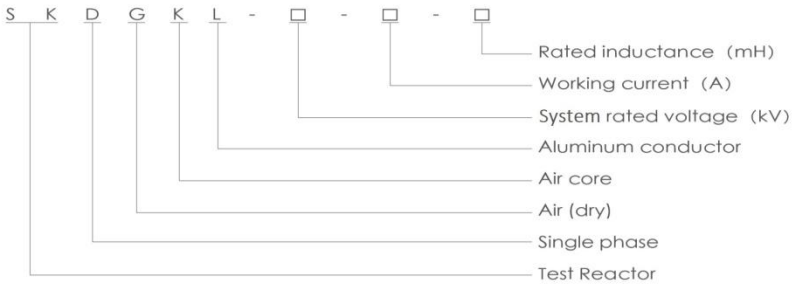 S K D G K L - □ - □ - □
Rated inductance (mH)
Working current (A)
System rated voltage (kV)
Aluminum conductor
Air core
Air (dry)
Single phase
Test Reactor